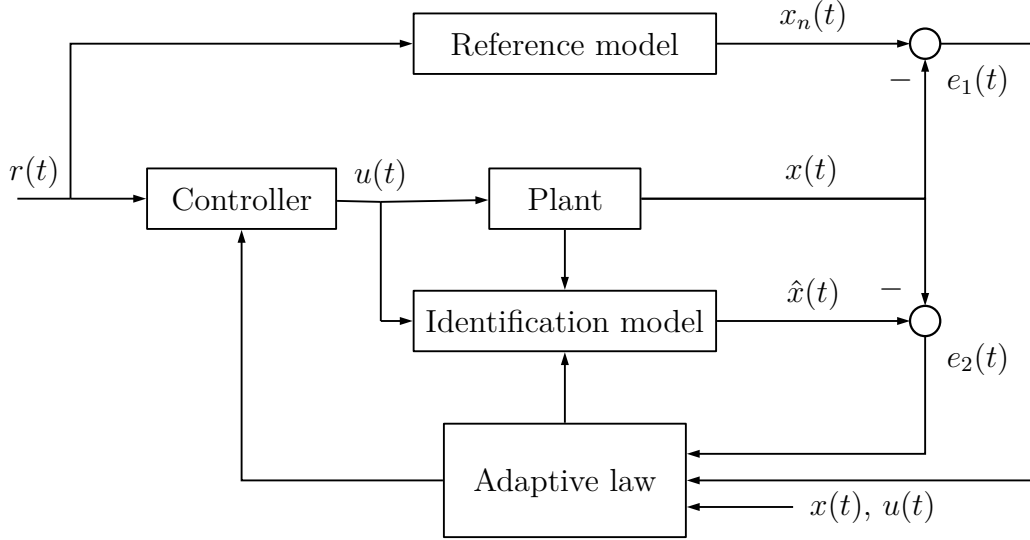 x_n(t)
Reference model
− e_1(t)
r(t)
Controller
u(t)
Plant
x(t)
−
Identification model
x̂(t)
e_2(t)
Adaptive law
x(t), u(t)